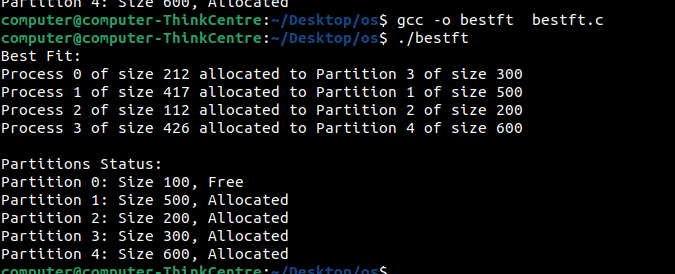 Partition 4: Size 600, Allocated
computer@computer-ThinkCentre:~/Desktop/os$ gcc -o bestft  bestft.c
computer@computer-ThinkCentre:~/Desktop/os$ ./bestft
Best Fit:
Process 0 of size 212 allocated to Partition 3 of size 300
Process 1 of size 417 allocated to Partition 1 of size 500
Process 2 of size 112 allocated to Partition 2 of size 200
Process 3 of size 426 allocated to Partition 4 of size 600

Partitions Status:
Partition 0: Size 100, Free
Partition 1: Size 500, Allocated
Partition 2: Size 200, Allocated
Partition 3: Size 300, Allocated
Partition 4: Size 600, Allocated
computer@computer-ThinkCentre:~/Desktop/os$